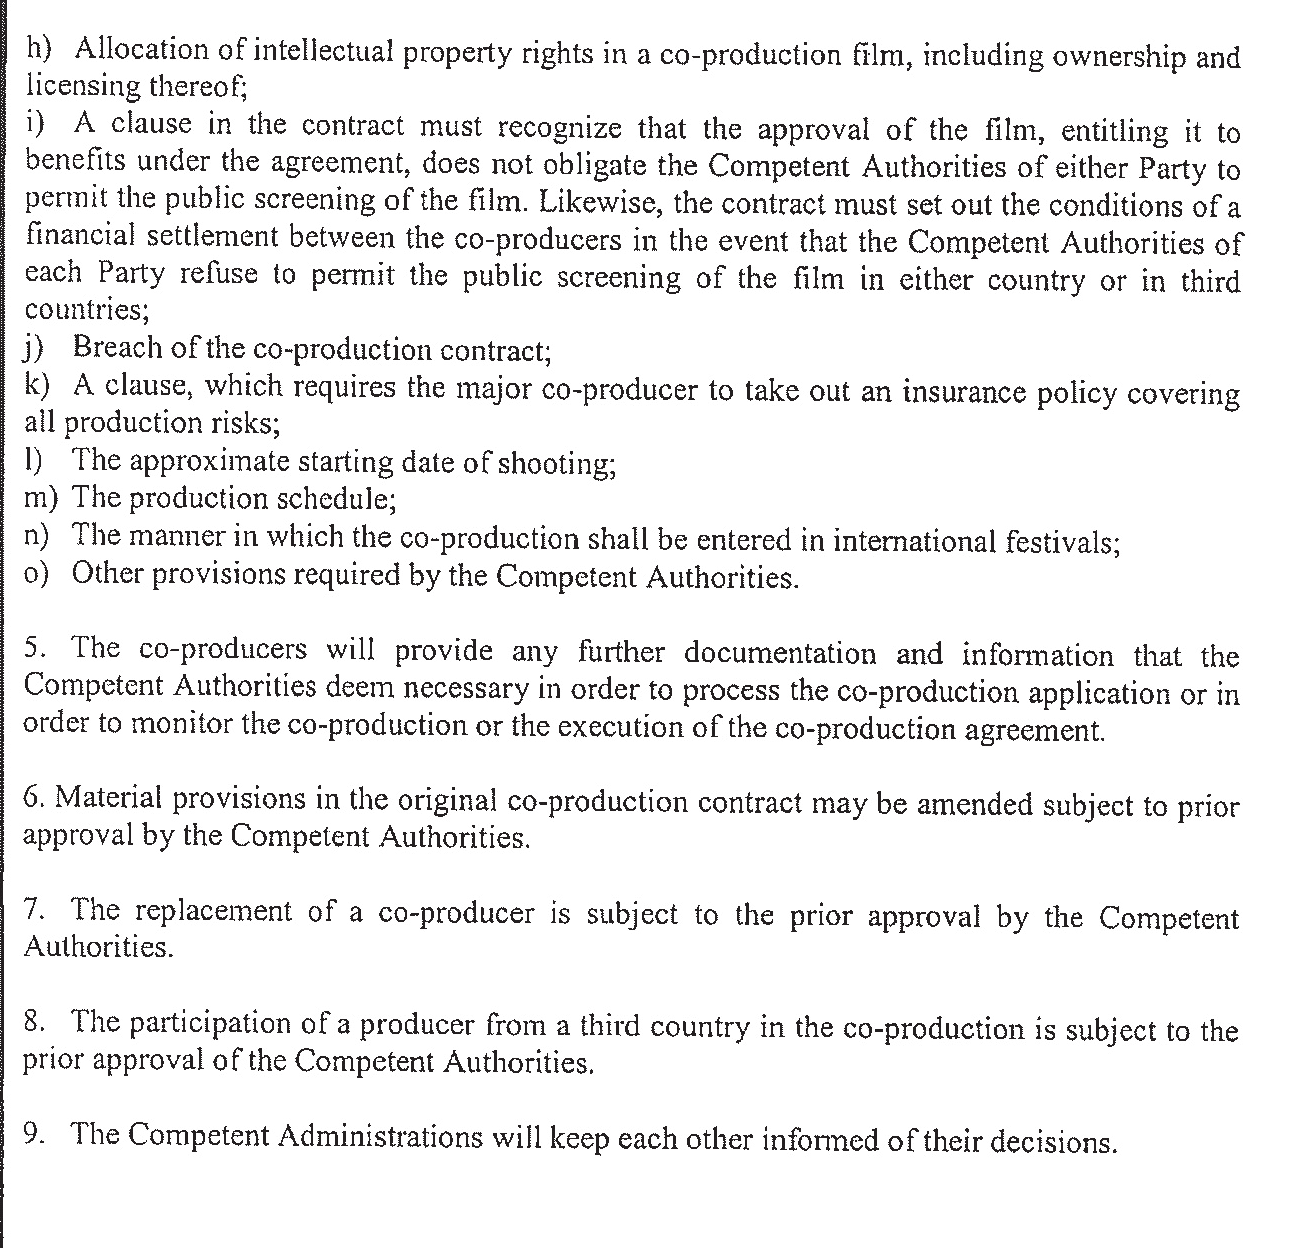 h) Allocation of intellectual property rights in a co-production film, including ownership and
licensing thereof;
i) A clause in the contract must recognize that the approval of the film, entitling it to
benefits under the agreement, does not obligate the Competent Authorities of either Party to
permit the public screening of the film. Likewise, the contract must set out the conditions of a
financial settlement between the co-producers in the event that the Competent Authorities of
each Party refuse to permit the public screening of the film in either country or in third
countries;
j) Breach of the co-production contract;
k) A clause, which requires the major co-producer to take out an insurance policy covering
all production risks;
l) The approximate starting date of shooting;
m) The production schedule;
n) The manner in which the co-production shall be entered in international festivals;
o) Other provisions required by the Competent Authorities.
5. The co-producers will provide any further documentation and information that the
Competent Authorities deem necessary in order to process the co-production application or in
order to monitor the co-production or the execution of the co-production agreement.
6. Material provisions in the original co-production contract may be amended subject to prior
approval by the Competent Authorities.
7. The replacement of a co-producer is subject to the prior approval by the Competent
Authorities.
8. The participation of a producer from a third country in the co-production is subject to the
prior approval of the Competent Authorities.
9. The Competent Administrations will keep each other informed of their decisions.